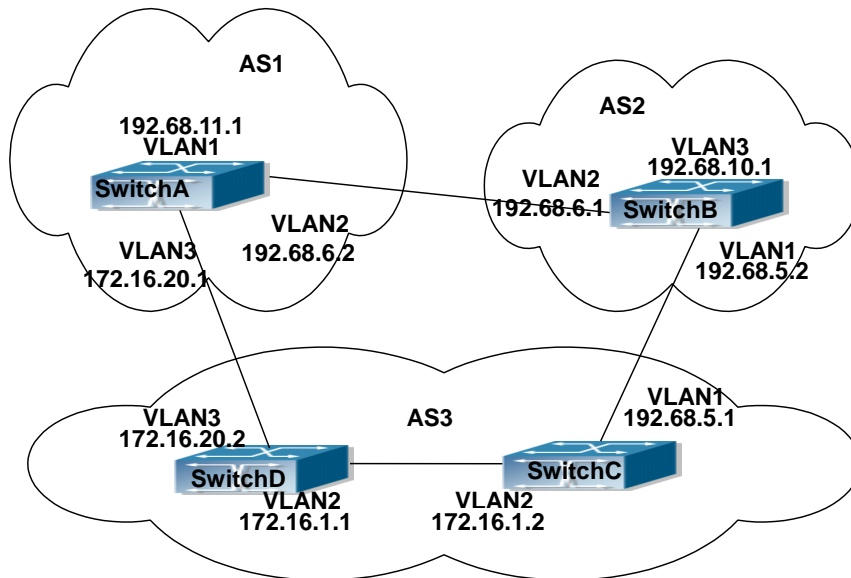 AS1
192.68.11.1
VLAN1
SwitchA
VLAN2
192.68.6.2
VLAN3
172.16.20.1
AS2
VLAN3
192.68.10.1
VLAN2
192.68.6.1
SwitchB
VLAN1
192.68.5.2
AS3
VLAN3
172.16.20.2
SwitchD
VLAN2
172.16.1.1
VLAN1
192.68.5.1
SwitchC
VLAN2
172.16.1.2